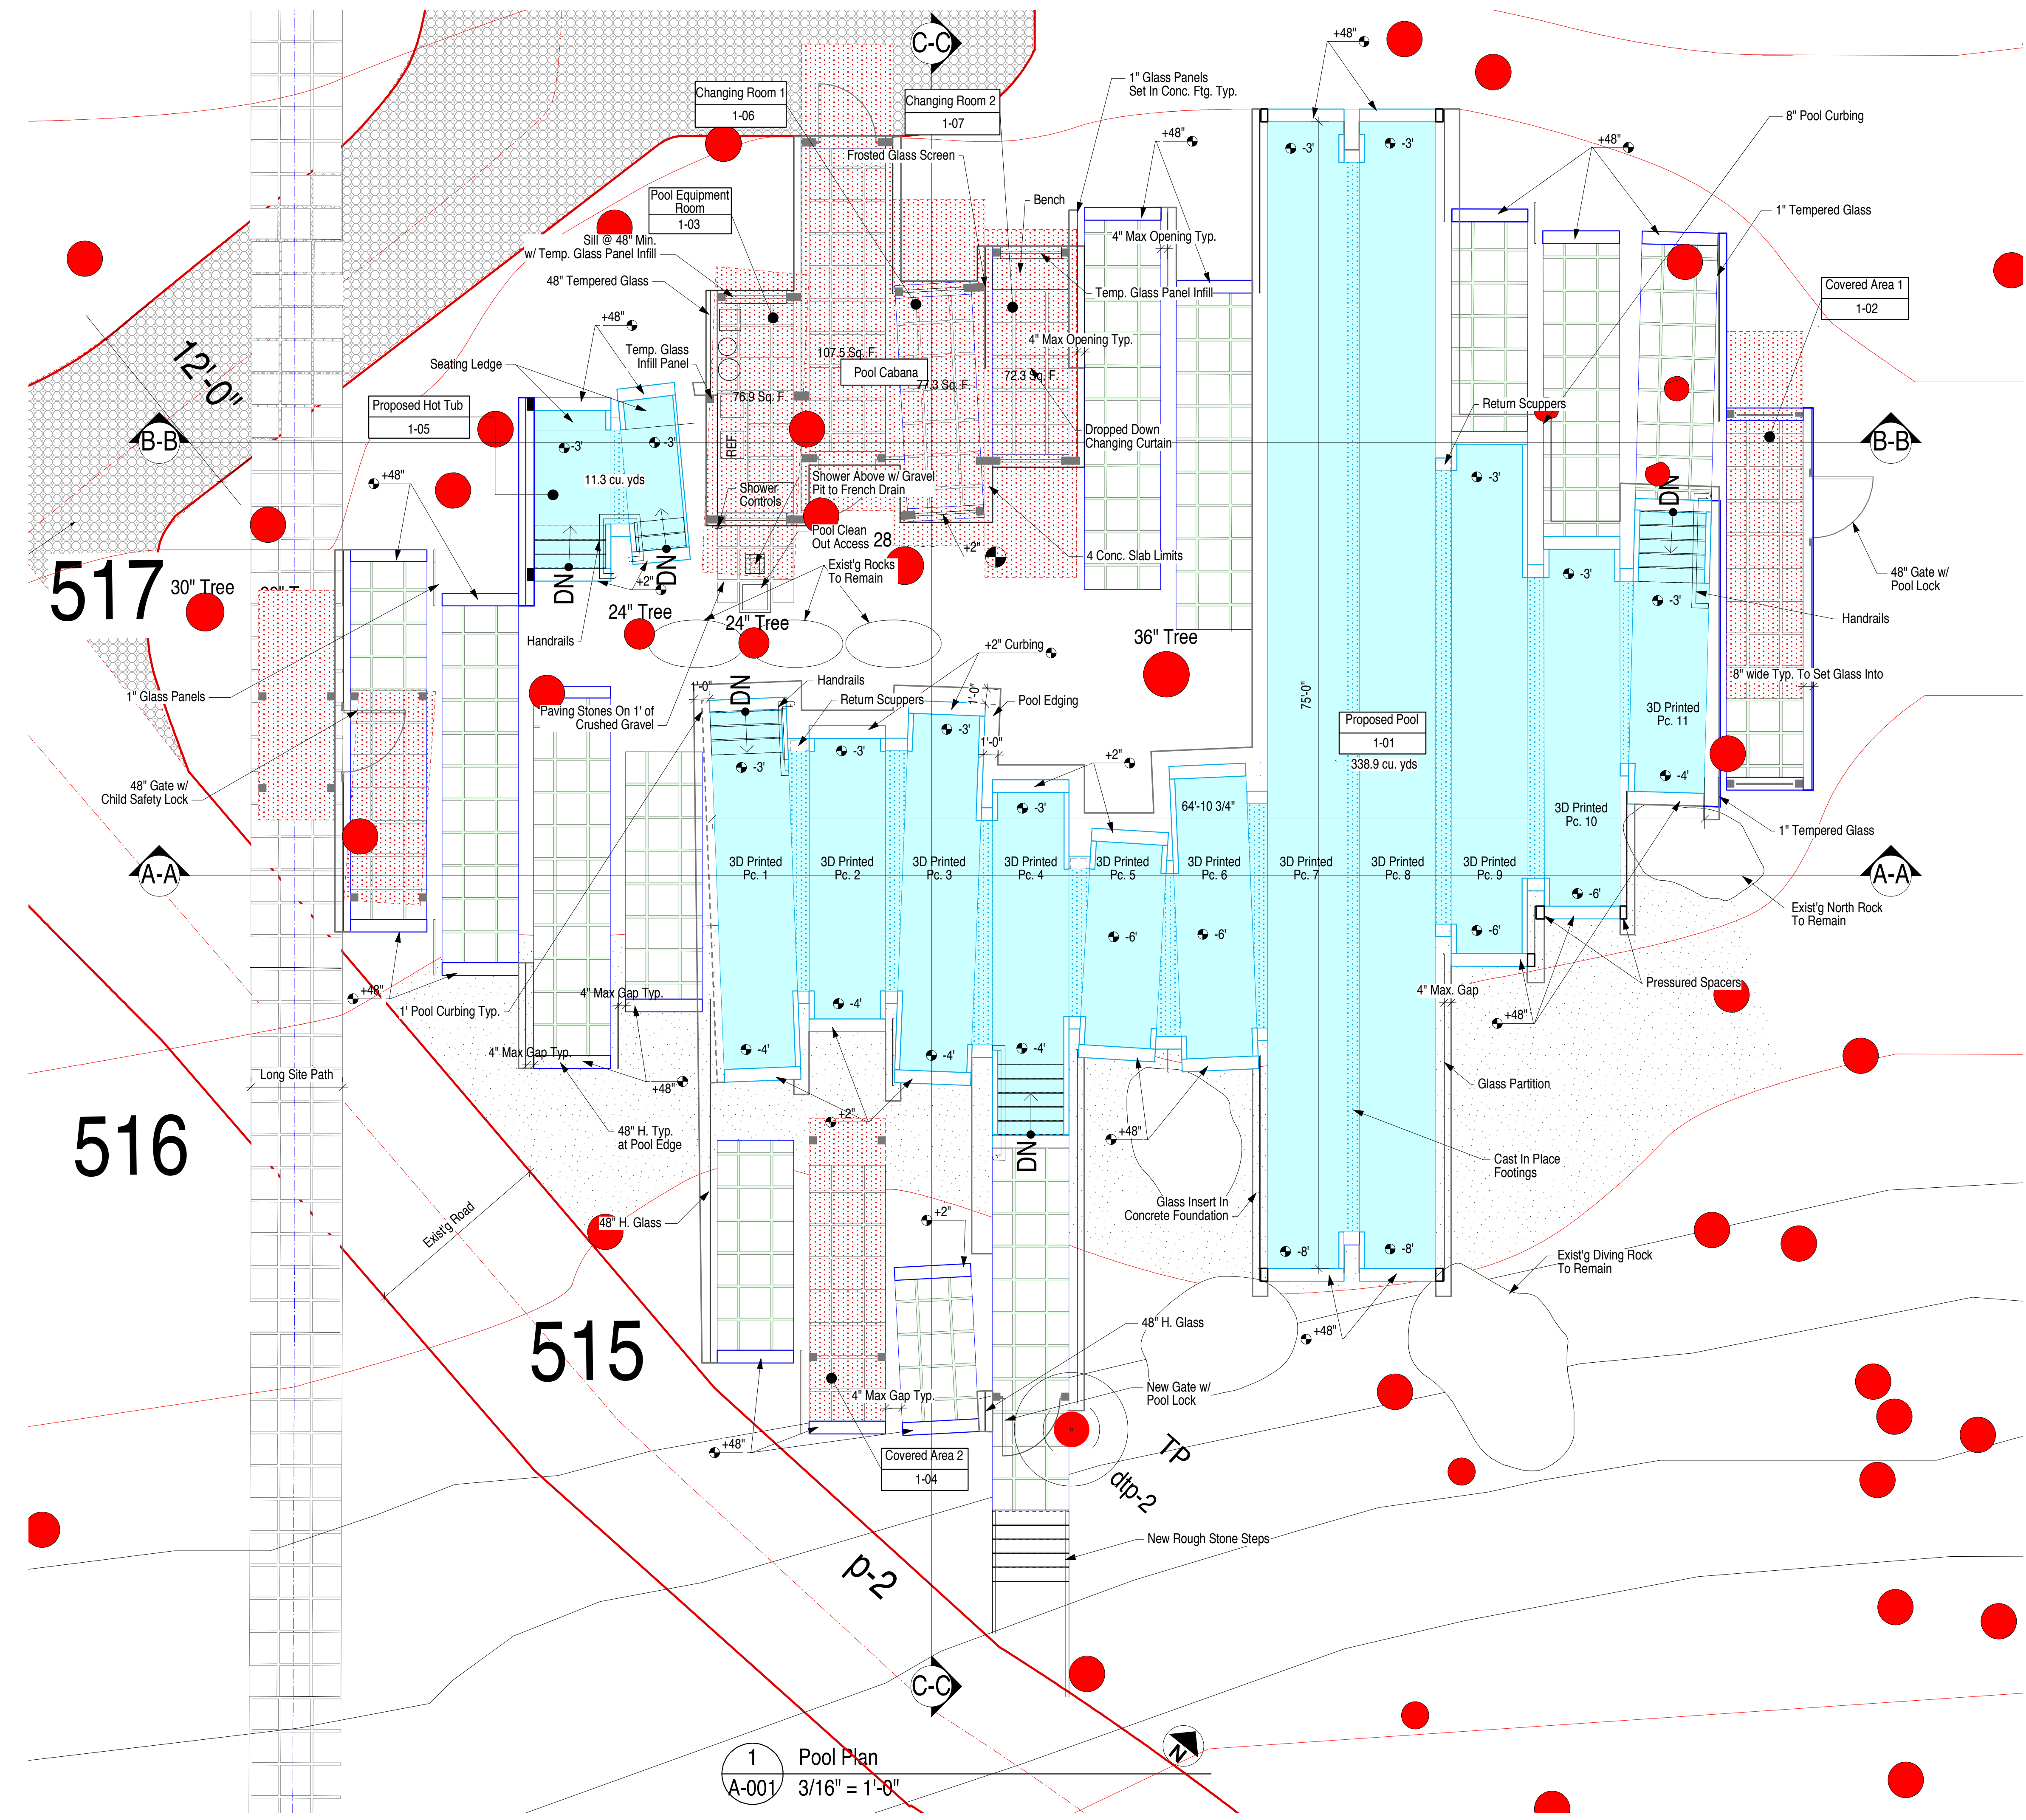 C-C
+48"
Changing Room 1
1-06
Changing Room 2
1-07
1" Glass Panels
Set In Conc. Ftg. Typ.
8" Pool Curbing
+48"
+48"
-3'
-3'
Frosted Glass Screen
Pool Equipment
Room
1-03
Bench
1" Tempered Glass
Sill @ 48" Min.
w/ Temp. Glass Panel Infill
4" Max Opening Typ.
48" Tempered Glass
Temp. Glass Panel Infill
Covered Area 1
1-02
+48"
12'-0"
Seating Ledge
Temp. Glass
Infill Panel
107.5 Sq. F.
Pool Cabana
4" Max Opening Typ.
77.3 Sq. F.
72.3 Sq. F.
76.9 Sq. F.
Proposed Hot Tub
1-05
Return Scuppers
B-B
-3'
-3'
REF.
Dropped Down
Changing Curtain
B-B
+48"
11.3 cu. yds
Shower
Controls
Shower Above w/ Gravel
Pit to French Drain
-3'
DN
Pool Clean
Out Access
28
+2"
4 Conc. Slab Limits
517
30" Tree
DN
+2"
DN
Exist'g Rocks
To Remain
-3'
-3'
48" Gate w/
Pool Lock
24" Tree
24" Tree
Handrails
36" Tree
Handrails
+2" Curbing
1" Glass Panels
1'-0"
DN
Handrails
Return Scuppers
1'-0"
Pool Edging
8" wide Typ. To Set Glass Into
Paving Stones On 1' of
Crushed Gravel
75'-0"
3D Printed
Pc. 11
Proposed Pool
1-01
338.9 cu. yds
-3'
-3'
-3'
1'-0"
+2"
48" Gate w/
Child Safety Lock
-4'
-3'
64'-10 3/4"
3D Printed
Pc. 10
1" Tempered Glass
A-A
3D Printed
Pc. 1
3D Printed
Pc. 2
3D Printed
Pc. 3
3D Printed
Pc. 4
3D Printed
Pc. 5
3D Printed
Pc. 6
3D Printed
Pc. 7
3D Printed
Pc. 8
3D Printed
Pc. 9
A-A
-6'
Exist'g North Rock
To Remain
-6'
-6'
-6'
+48"
4" Max Gap Typ.
-4'
4" Max. Gap
Pressured Spacers
1' Pool Curbing Typ.
+48"
4" Max Gap Typ.
-4'
-4'
-4'
Long Site Path
+48"
Glass Partition
+2"
516
48" H. Typ.
at Pool Edge
+48"
DN
Cast In Place
Footings
Exist'g Road
48" H. Glass
+2"
Glass Insert In
Concrete Foundation
-8'
-8'
Exist'g Diving Rock
To Remain
515
48" H. Glass
+48"
4" Max Gap Typ.
New Gate w/
Pool Lock
+48"
Covered Area 2
1-04
TP
dtp-2
New Rough Stone Steps
p-2
C-C
N
1
A-001
Pool Plan
3/16" = 1'-0"